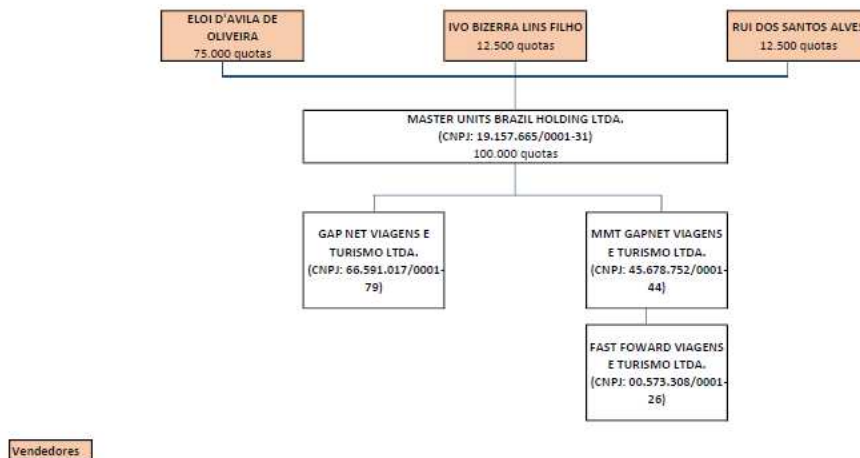 ELOI D'AVILA DE
OLIVEIRA
75.000 quotas
IVO BIZERRA LINS FILHO
12.500 quotas
RUI DOS SANTOS ALVES
12.500 quotas
MASTER UNITS BRAZIL HOLDING LTDA.
(CNPJ: 19.157.665/0001-31)
100.000 quotas
GAP NET VIAGENS E
TURISMO LTDA.
(CNPJ: 66.591.017/0001-
79)
MMT GAPNET VIAGENS
E TURISMO LTDA.
(CNPJ: 45.678.752/0001-
44)
FAST FOWARD VIAGENS
E TURISMO LTDA.
(CNPJ: 00.573.308/0001-
26)
Vendedores